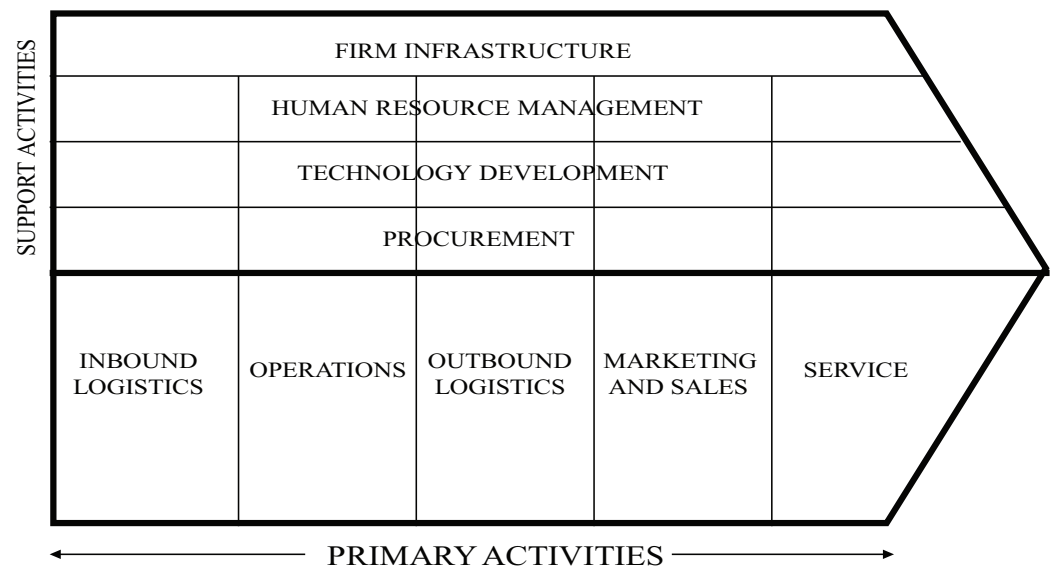 SUPPORT ACTIVITIES
FIRM INFRASTRUCTURE
HUMAN RESOURCE MANAGEMENT
TECHNOLOGY DEVELOPMENT
PROCUREMENT
INBOUND
LOGISTICS
OPERATIONS
OUTBOUND
LOGISTICS
MARKETING
AND SALES
SERVICE
PRIMARY ACTIVITIES